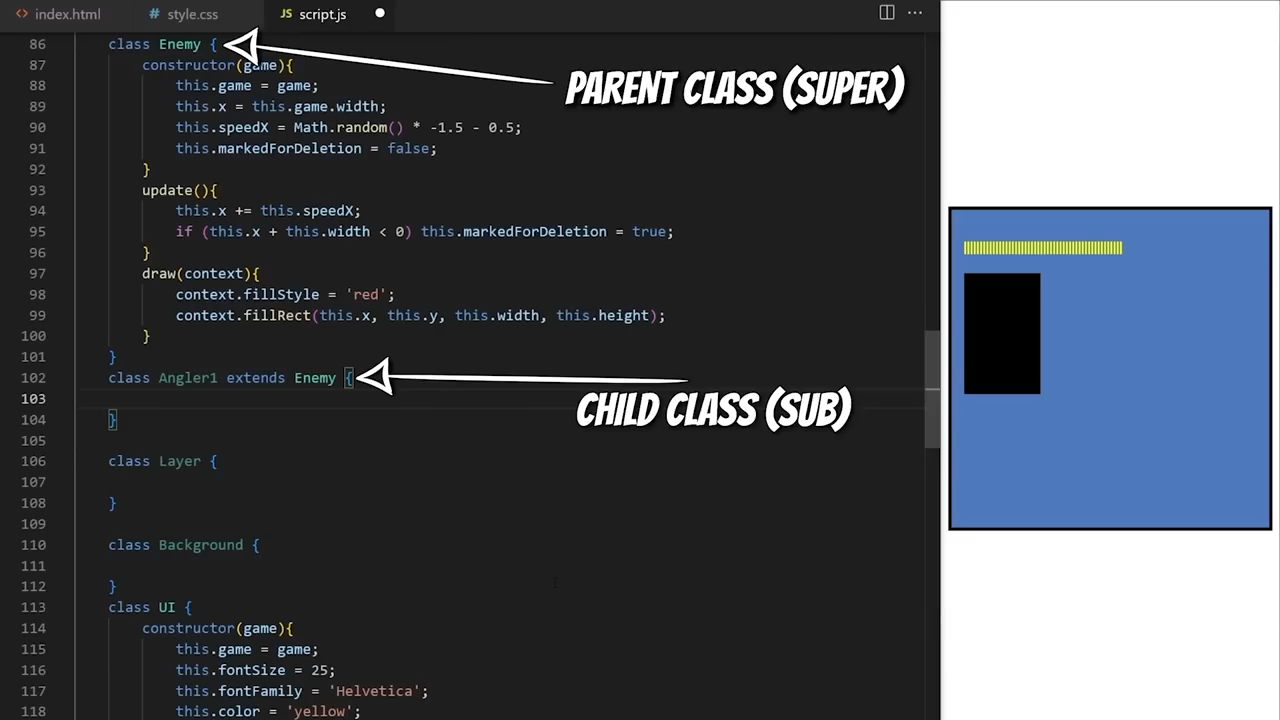 index.html
style.css
JS script.js
86 class Enemy {
87 constructor(game){
88 this.game = game;
89 this.x = this.game.width;
90 this.speedX = Math.random() * -1.5 - 0.5;
91 this.markedForDeletion = false;
92 }
93 update(){
94 this.x += this.speedX;
95 if (this.x + this.width < 0) this.markedForDeletion = true;
96 }
97 draw(context){
98 context.fillStyle = 'red';
99 context.fillRect(this.x, this.y, this.width, this.height);
100 }
101 }
102 class Angler1 extends Enemy {
103
104 }
105
106 class Layer {
107
108 }
109
110 class Background {
111
112 }
113 class UI {
114 constructor(game){
115 this.game = game;
116 this.fontSize = 25;
117 this.fontFamily = 'Helvetica';
118 this.color = 'yellow';
PARENT CLASS (SUPER)
CHILD CLASS (SUB)